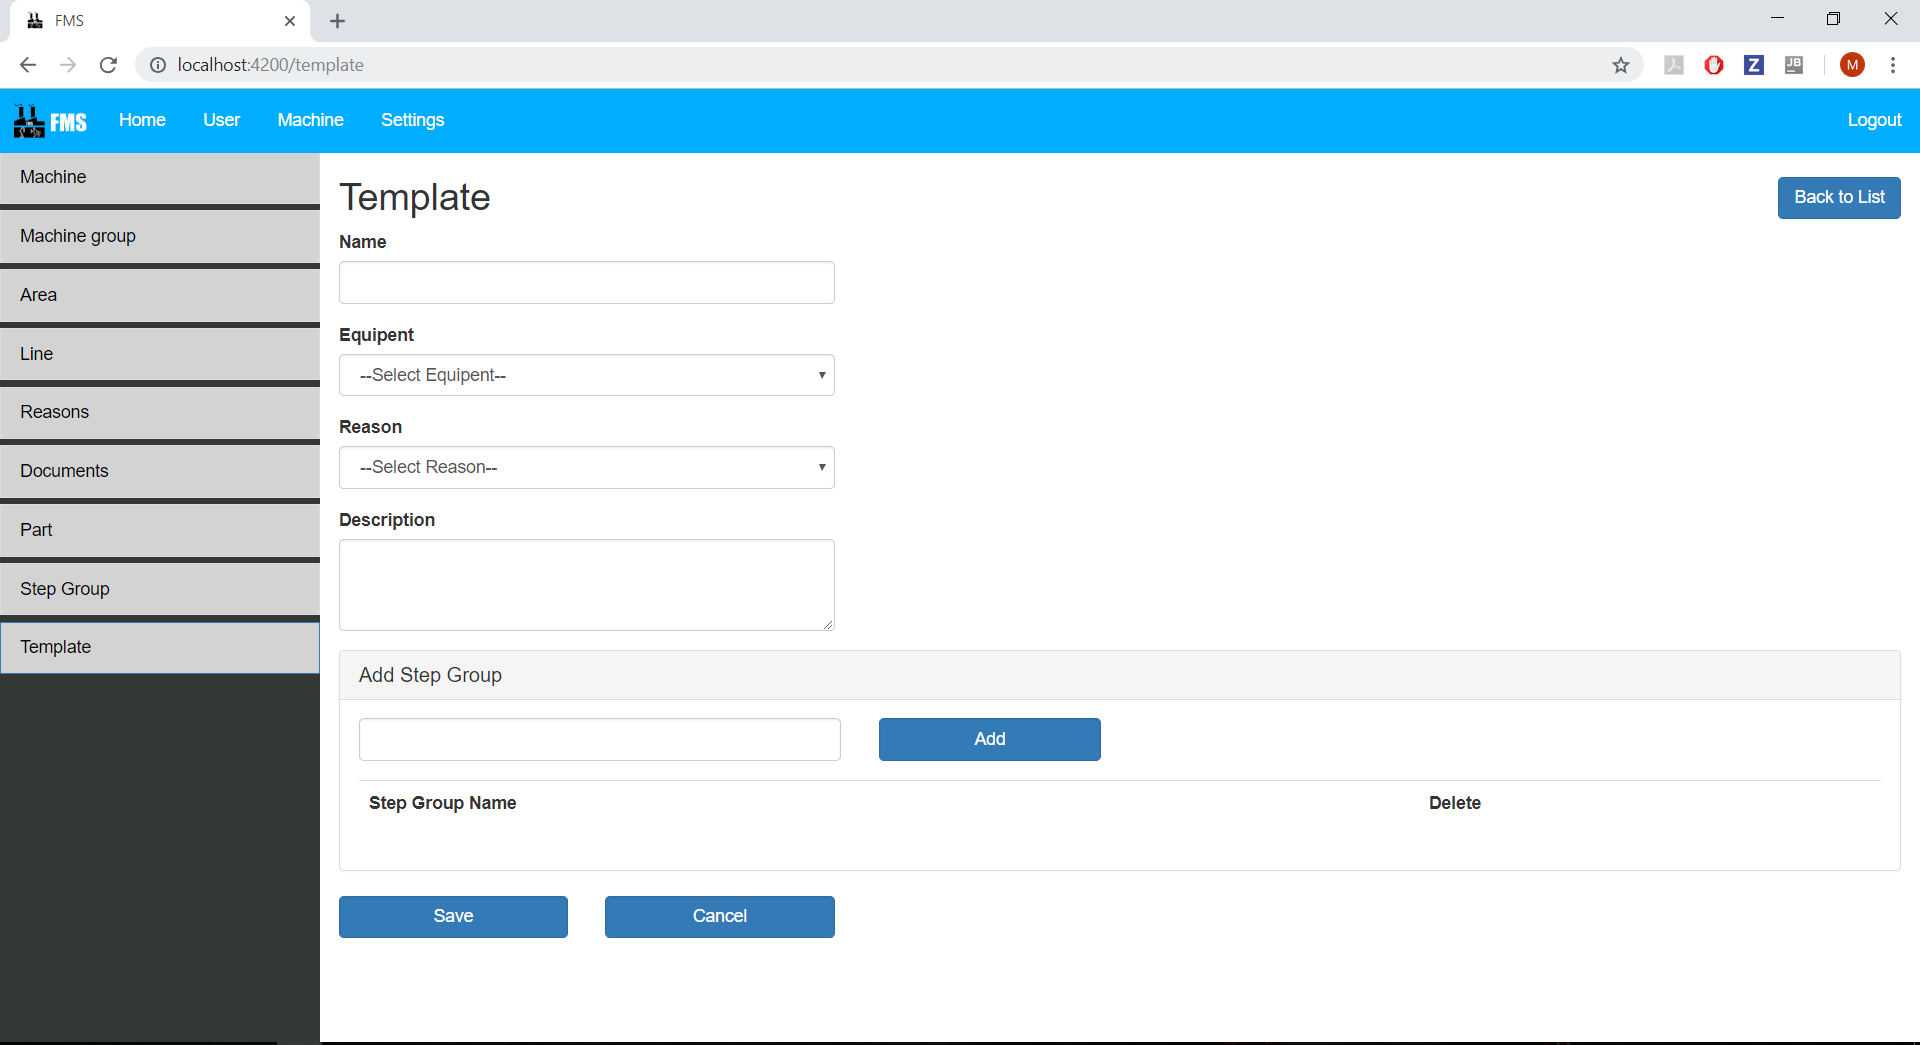 FMS
localhost:4200/template
Z
JB
M
FMS
Home
User
Machine
Settings
Logout
Machine
Machine group
Area
Line
Reasons
Documents
Part
Step Group
Template
Template
Back to List
Name
Equipent
--Select Equipent--
Reason
--Select Reason--
Description
Add Step Group
Add
Step Group Name
Delete
Save
Cancel